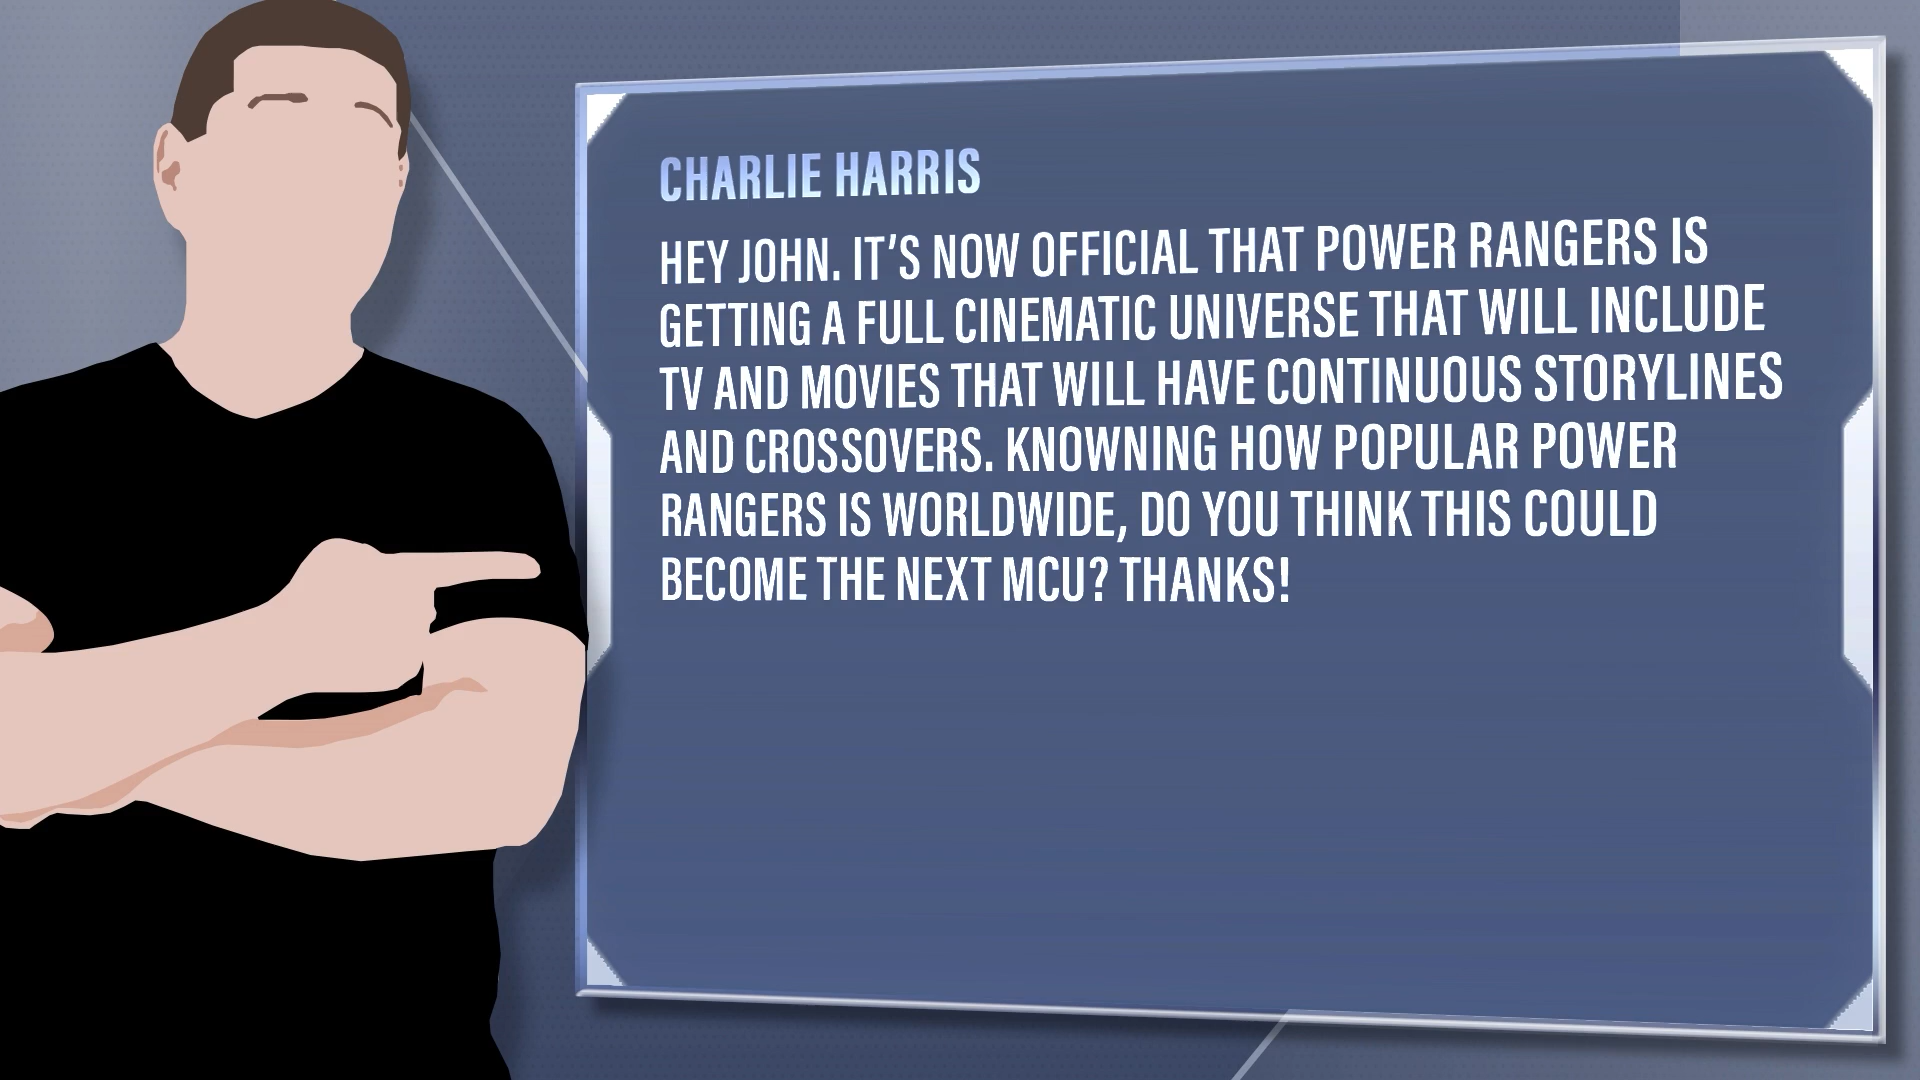 CHARLIE HARRIS
HEY JOHN. IT’S NOW OFFICIAL THAT POWER RANGERS IS
GETTING A FULL CINEMATIC UNIVERSE THAT WILL INCLUDE
TV AND MOVIES THAT WILL HAVE CONTINUOUS STORYLINES
AND CROSSOVERS. KNOWNING HOW POPULAR POWER
RANGERS IS WORLDWIDE, DO YOU THINK THIS COULD
BECOME THE NEXT MCU? THANKS!